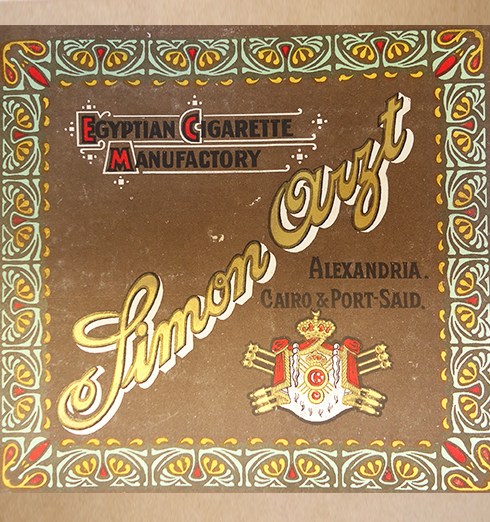 EGYPTIAN CIGARETTE
MANUFACTORY
Simon Arzt
ALEXANDRIA.
CAIRO & PORT-SAID.